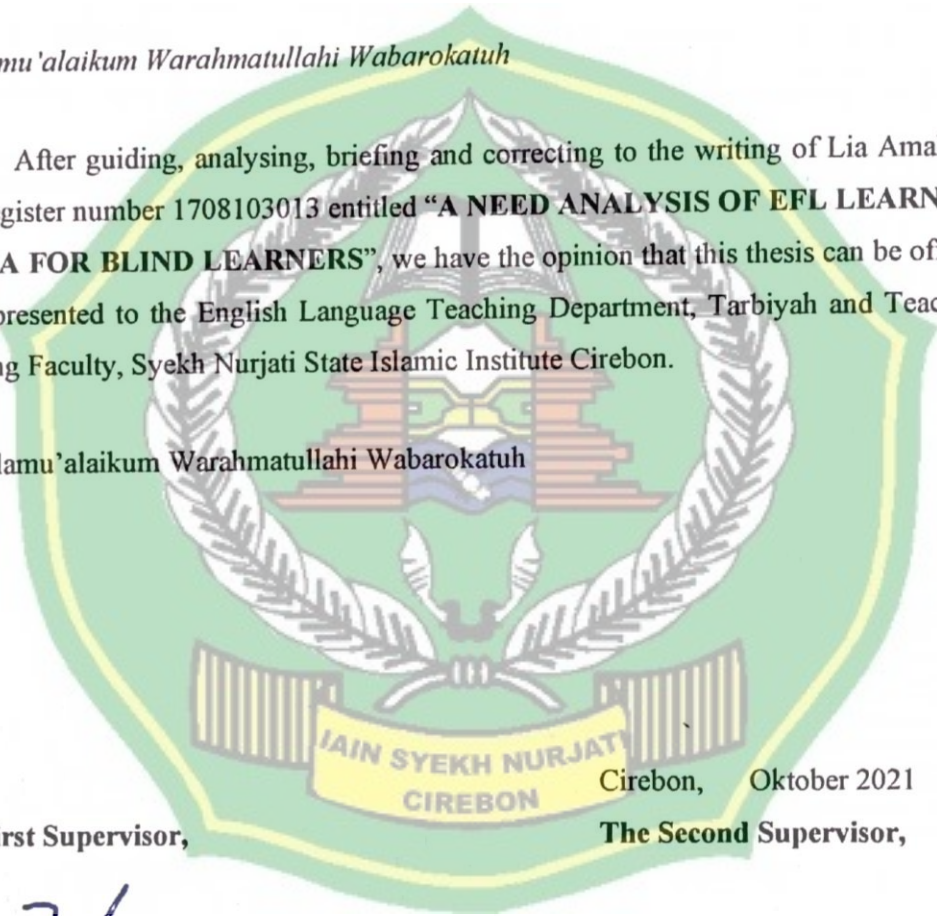 mu'alaikum Warahmatullahi Wabarokatuh
After guiding, analysing, briefing and correcting to the writing of Lia Ama
gister number 1708103013 entitled “A NEED ANALYSIS OF EFL LEARN
A FOR BLIND LEARNERS”, we have the opinion that this thesis can be of
presented to the English Language Teaching Department, Tarbiyah and Teac
ng Faculty, Syekh Nurjati State Islamic Institute Cirebon.
lamu’alaikum Warahmatullahi Wabarokatuh
IAIN SYEKH NURJATI
CIREBON
Cirebon, Oktober 2021
rst Supervisor,
The Second Supervisor,